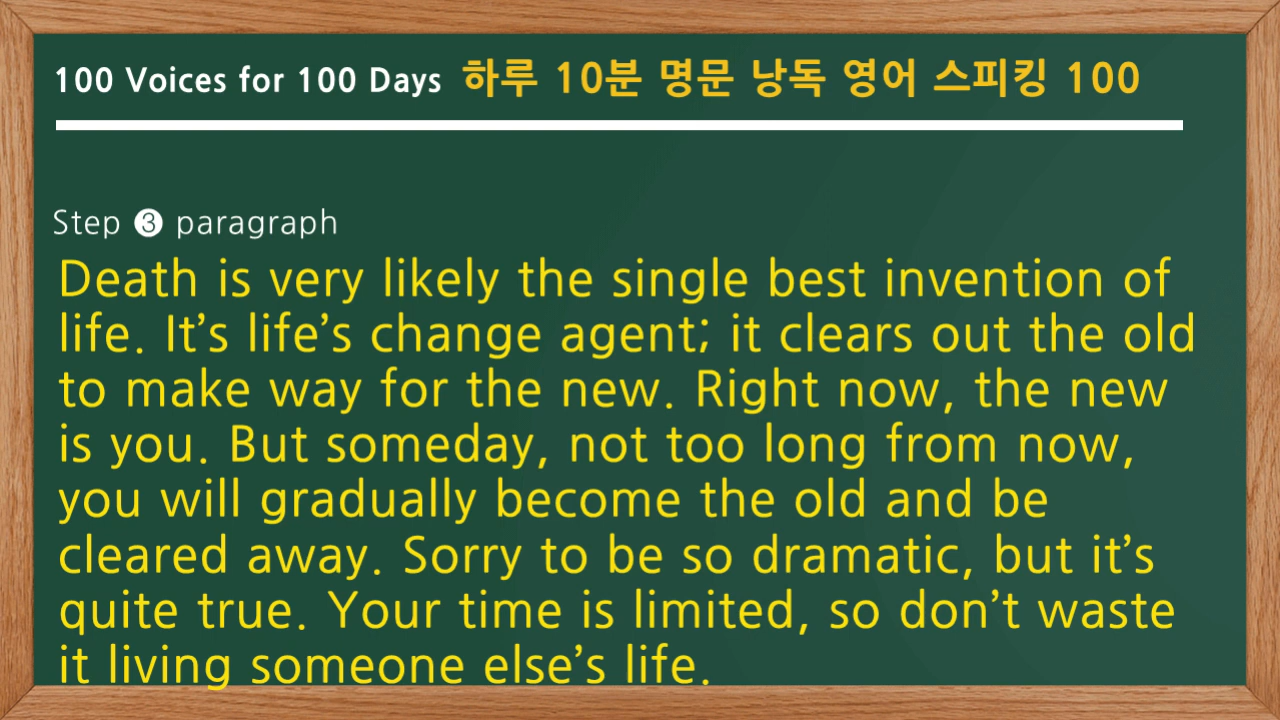 100 Voices for 100 Days 하루 10분 명문 낭독 영어 스피킹 100
Step ❸ paragraph
Death is very likely the single best invention of
life. It’s life’s change agent; it clears out the old
to make way for the new. Right now, the new
is you. But someday, not too long from now,
you will gradually become the old and be
cleared away. Sorry to be so dramatic, but it’s
quite true. Your time is limited, so don’t waste
it living someone else’s life.